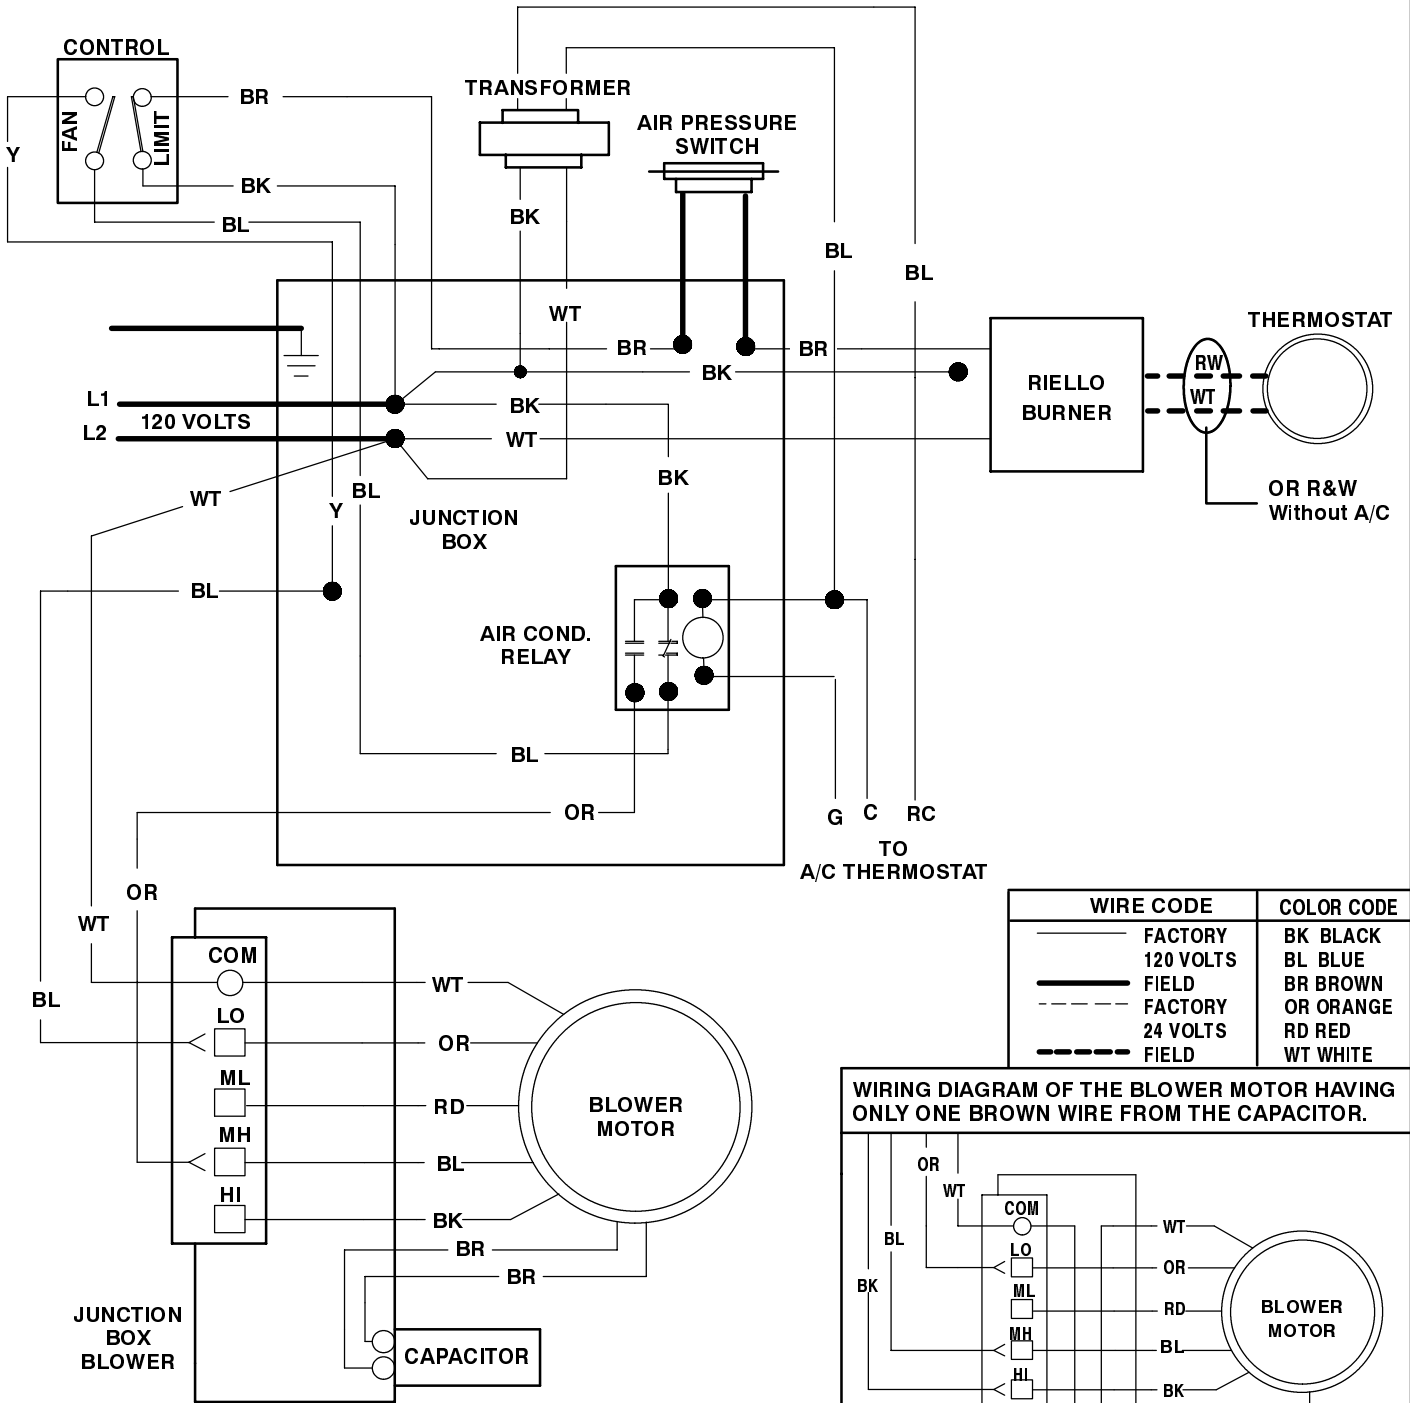 CONTROL
FAN
LIMIT
Y
BR
BK
BL
TRANSFORMER
AIR PRESSURE
SWITCH
BK
WT
BL
BL
BR
BR
BK
L1
120 VOLTS
L2
BK
WT
BK
WT
BL
Y
JUNCTION
BOX
RIELLO
BURNER
RW
WT
THERMOSTAT
OR R&W
Without A/C
BL
AIR COND.
RELAY
BL
OR
G
C
RC
TO
A/C THERMOSTAT
OR
WT
BL
COM
LO
ML
MH
HI
WT
OR
RD
BL
BK
BR
BR
BLOWER
MOTOR
JUNCTION
BOX
BLOWER
CAPACITOR
WIRE CODE
COLOR CODE
FACTORY
120 VOLTS
FIELD
FACTORY
24 VOLTS
FIELD
BK BLACK
BL BLUE
BR BROWN
OR ORANGE
RD RED
WT WHITE
WIRING DIAGRAM OF THE BLOWER MOTOR HAVING
ONLY ONE BROWN WIRE FROM THE CAPACITOR.
OR
WT
BL
BK
COM
LO
ML
MH
HI
WT
OR
RD
BL
BK
BLOWER
MOTOR